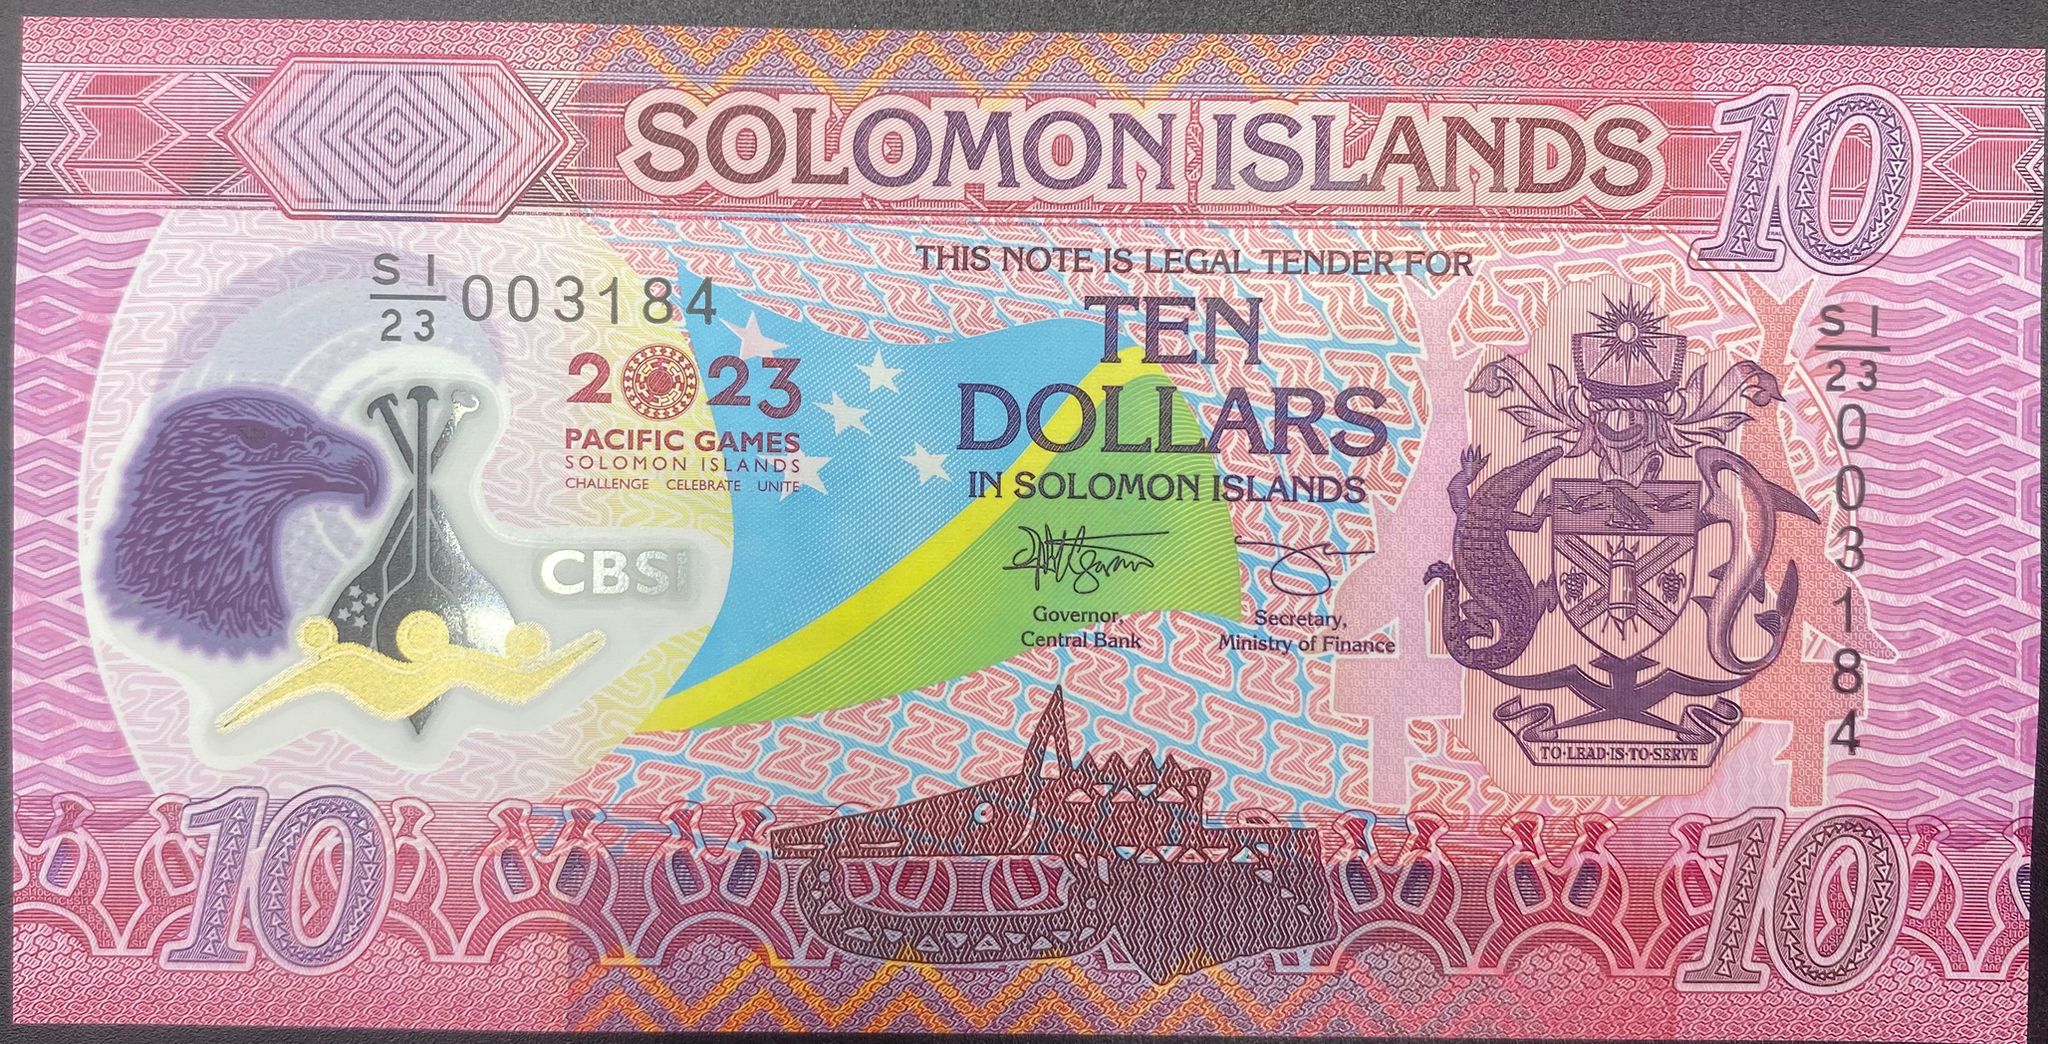 SOLOMON ISLANDS
10
THIS NOTE IS LEGAL TENDER FOR
TEN
DOLLARS
IN SOLOMON ISLANDS
SI/23 003184
2023
PACIFIC GAMES
SOLOMON ISLANDS
CHALLENGE CELEBRATE UNITE
CBSI
Governor,
Central Bank
Secretary,
Ministry of Finance
SI/23 003184
TO·LEAD·IS·TO·SERVE
10
10